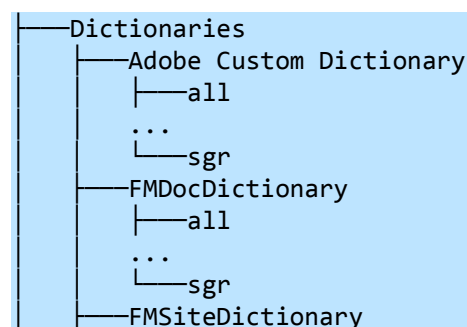 ├───Dictionaries
│   ├───Adobe Custom Dictionary
│   │   ├───all
│   │   ...
│   │   └───sgr
│   ├───FMDocDictionary
│   │   ├───all
│   │   ...
│   │   └───sgr
│   ├───FMSiteDictionary